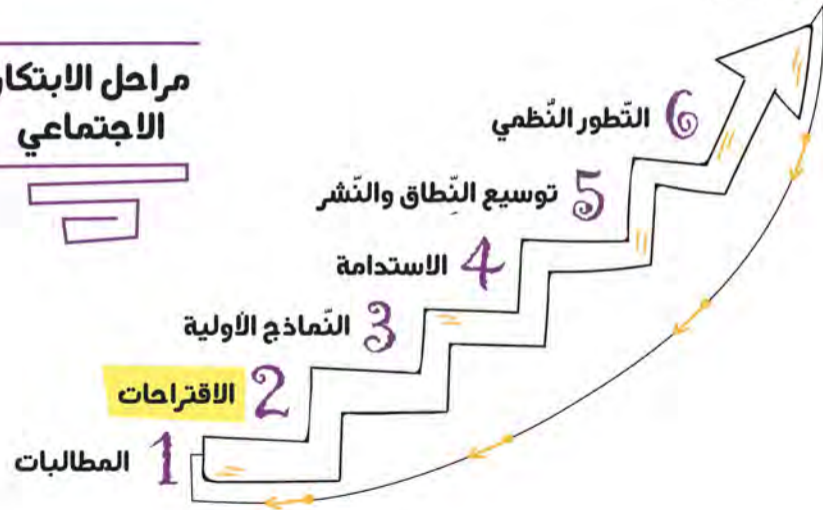 مراحل الابتكار
الاجتماعي
6 التّطور النّظمي
5 توسيع النّطاق والنّشر
4 الاستدامة
3 النّماذج الأولية
2 الاقتراحات
1 المطالبات